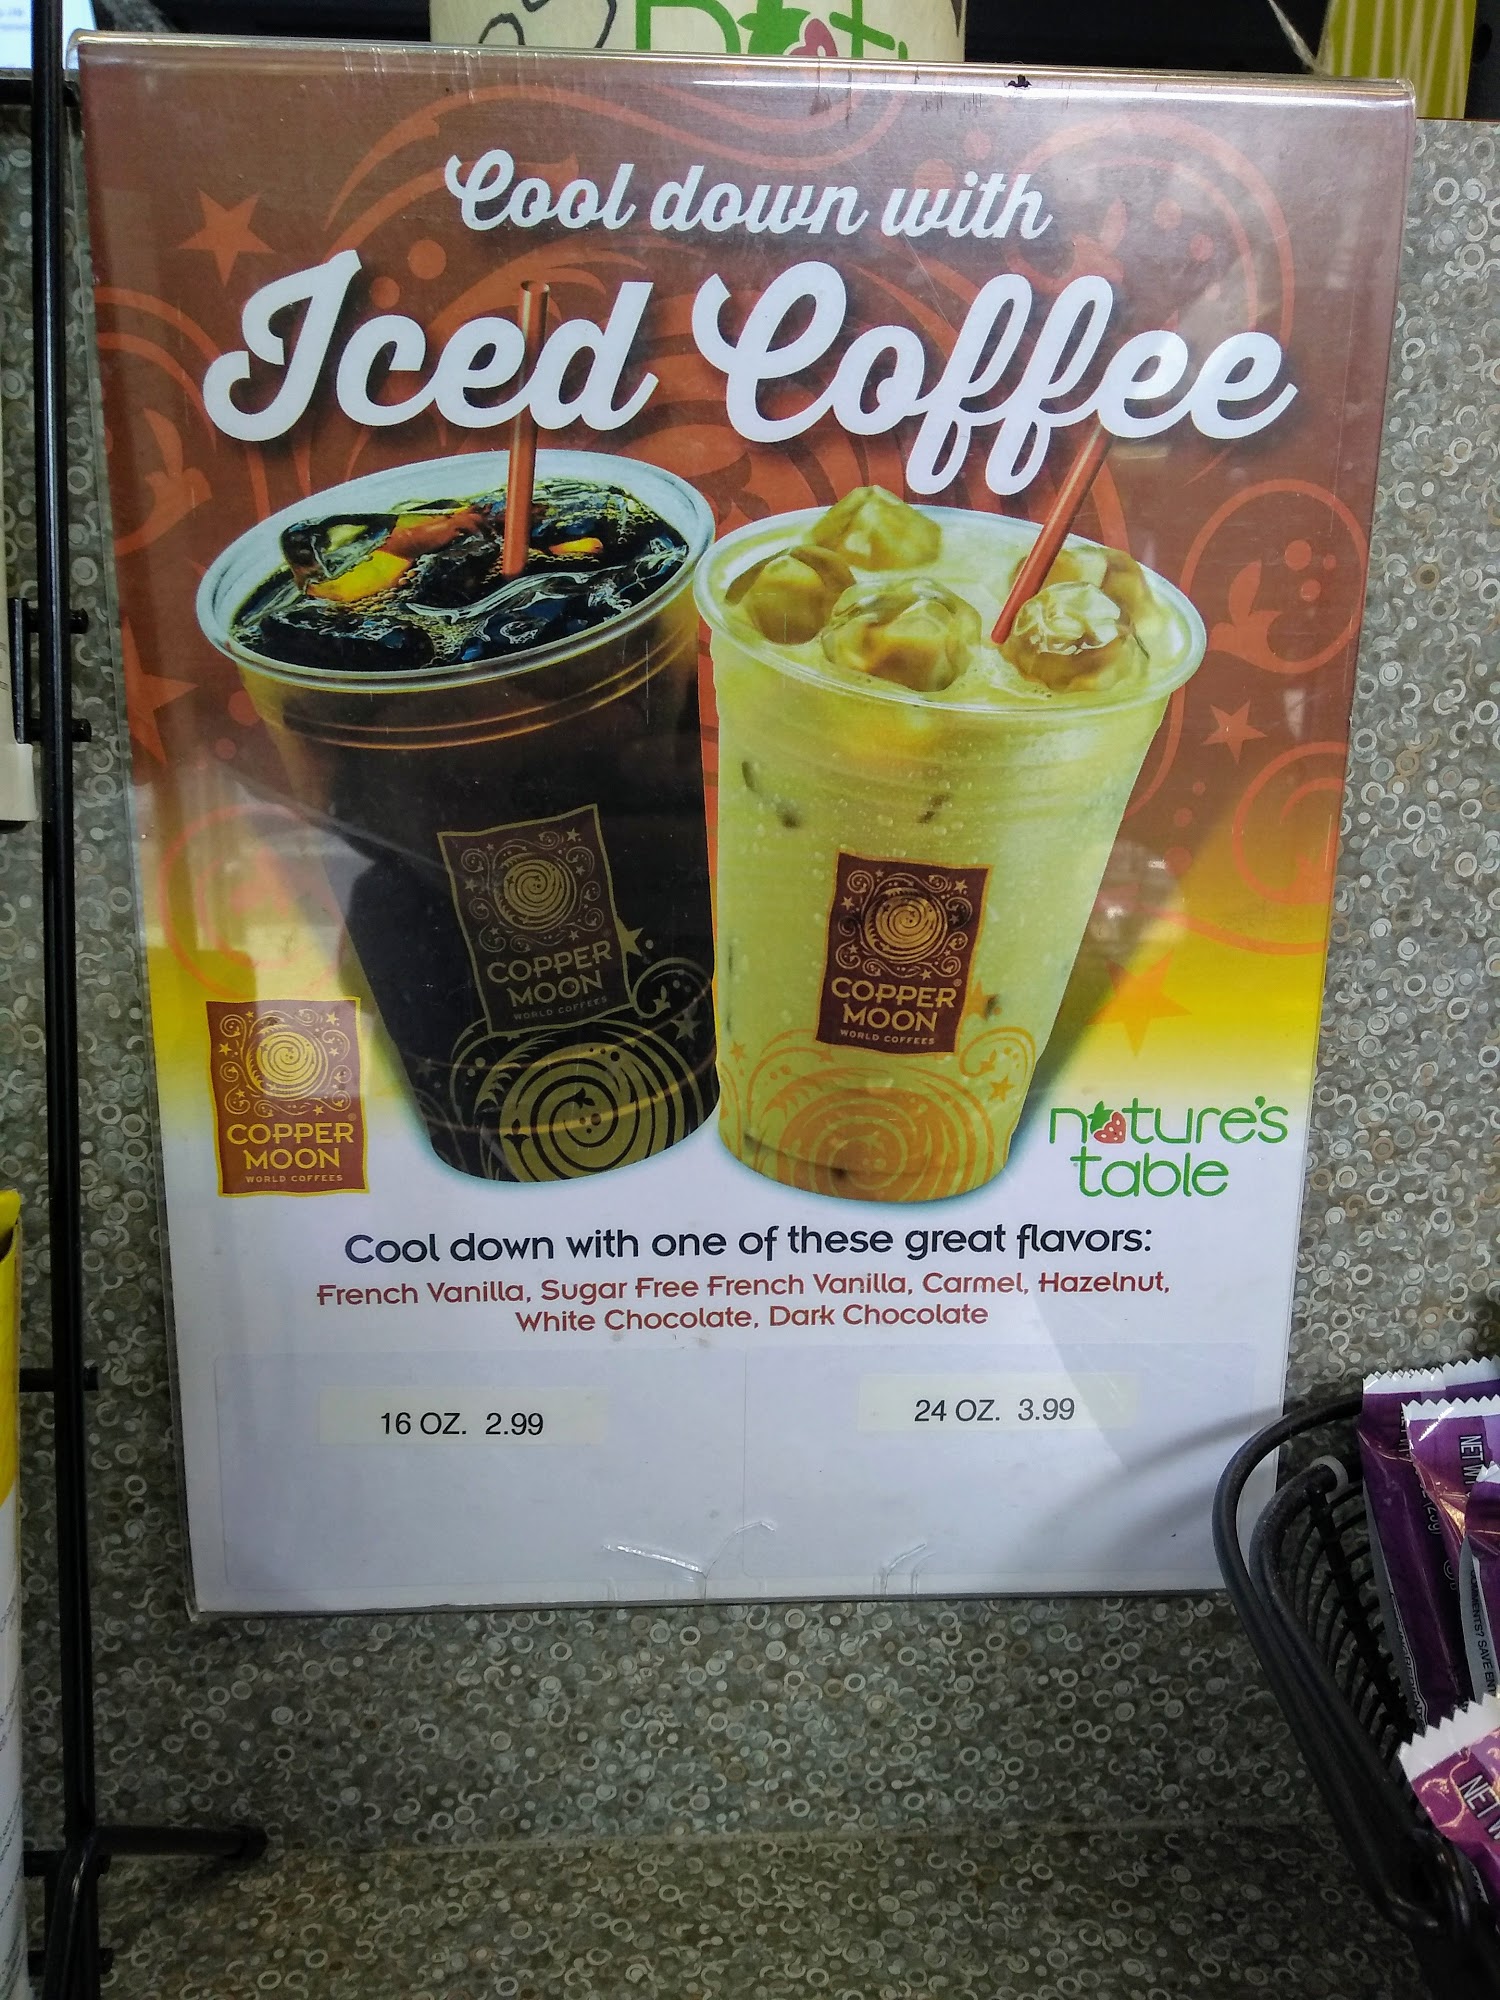 Cool down with
Iced Coffee
COPPER
MOON
WORLD COFFEES
COPPER
MOON
WORLD COFFEES
COPPER
MOON
WORLD COFFEES
nature's
table
Cool down with one of these great flavors:
French Vanilla, Sugar Free French Vanilla, Carmel, Hazelnut,
White Chocolate, Dark Chocolate
16 OZ. 2.99
24 OZ. 3.99